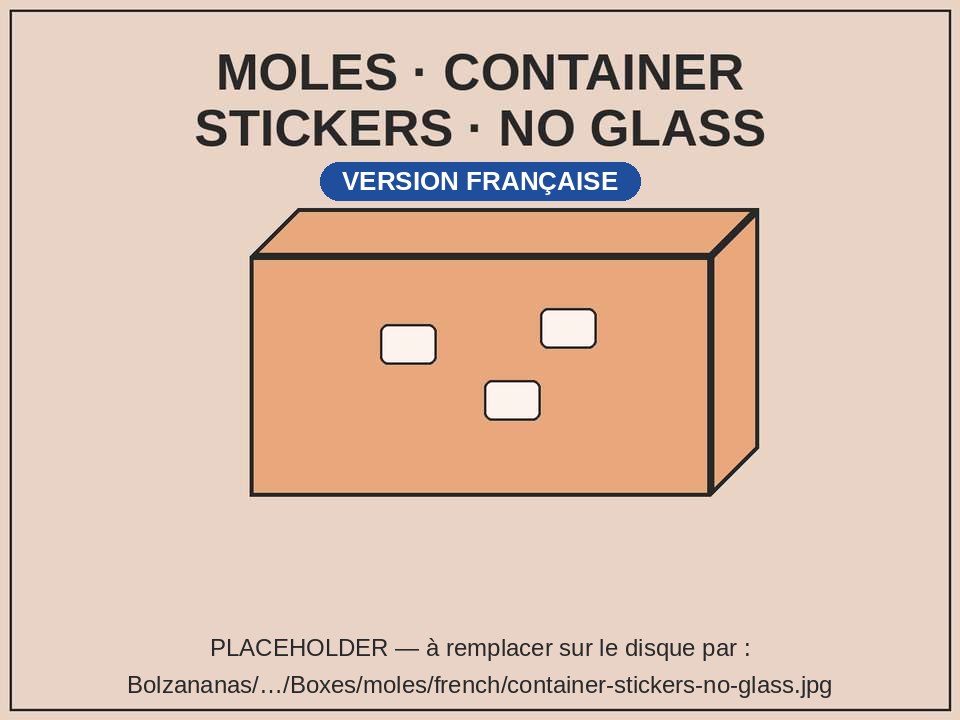 MOLES · CONTAINER
STICKERS · NO GLASS
VERSION FRANÇAISE
PLACEHOLDER — à remplacer sur le disque par :
Bolzananas/…/Boxes/moles/french/container-stickers-no-glass.jpg